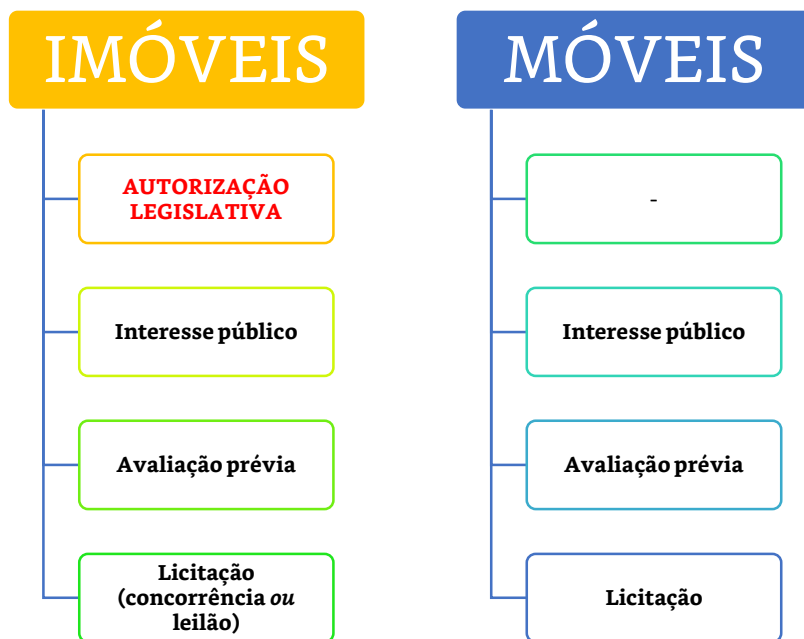 IMÓVEIS
AUTORIZAÇÃO
LEGISLATIVA
Interesse público
Avaliação prévia
Licitação
(concorrência ou
leilão)
MÓVEIS
-
Interesse público
Avaliação prévia
Licitação